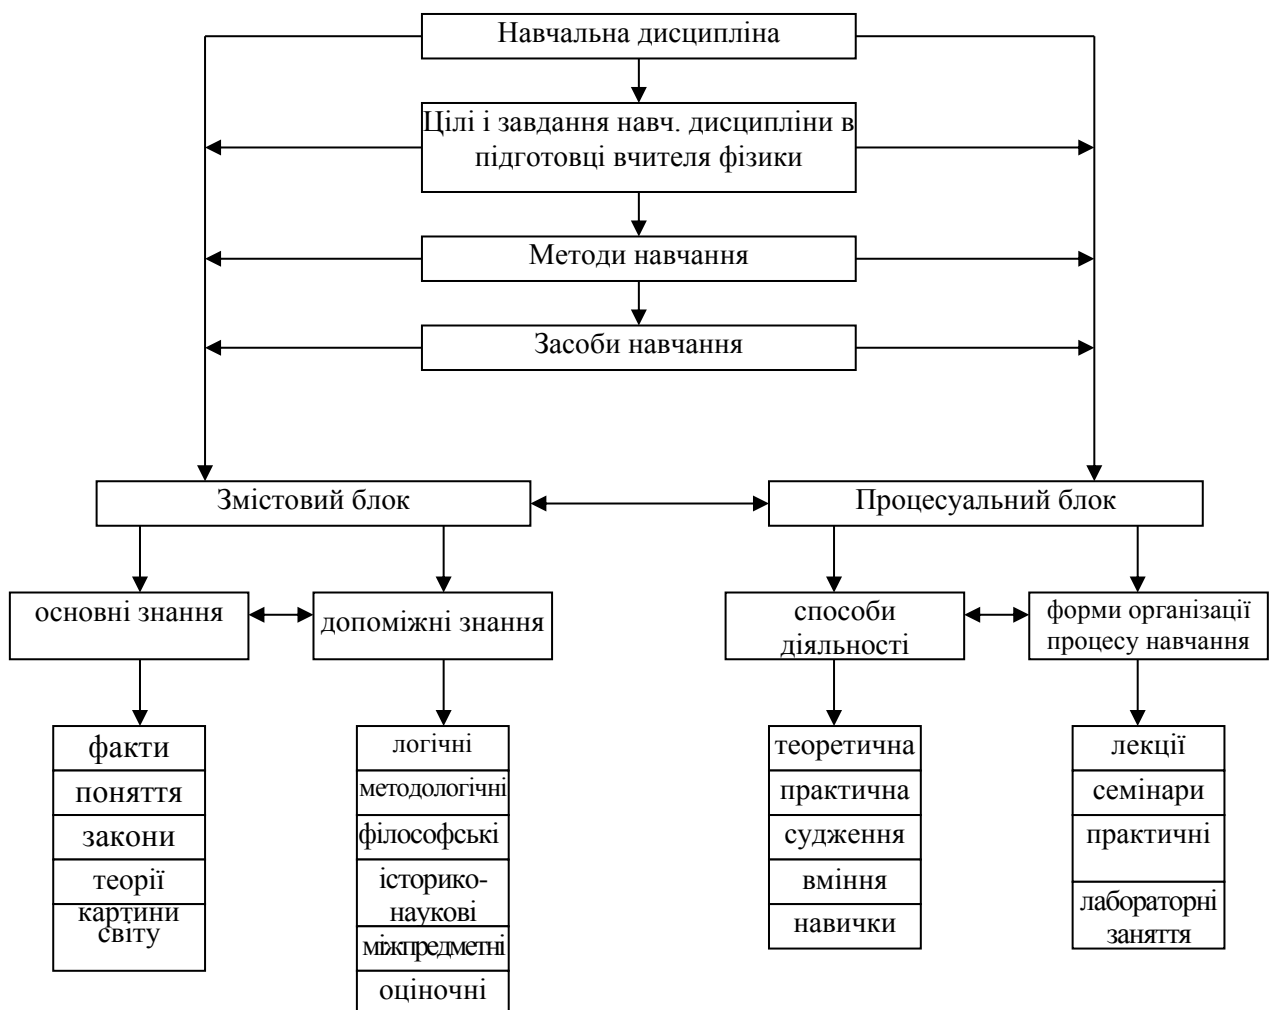 Навчальна дисципліна
Цілі і завдання навч. дисципліни в
підготовці вчителя фізики
Методи навчання
Засоби навчання
Змістовий блок
Процесуальний блок
основні знання
допоміжні знання
способи
діяльності
форми організації
процесу навчання
факти
поняття
закони
теорії
картини
світу
логічні
методологічні
філософські
історико-
наукові
міжпредметні
оціночні
теоретична
практична
судження
вміння
навички
лекції
семінари
практичні
лабораторні
заняття